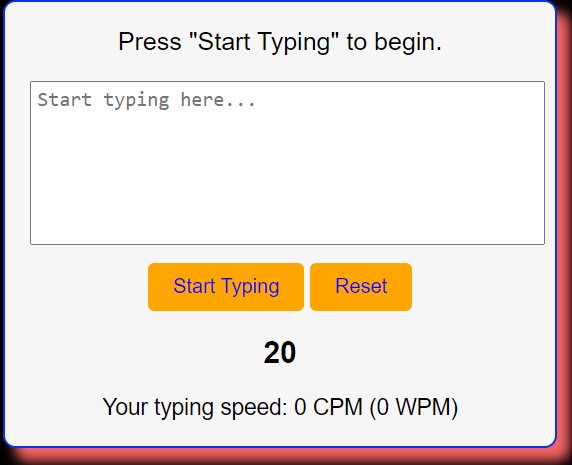 Press "Start Typing" to begin.
Start typing here...
Start Typing Reset
20
Your typing speed: 0 CPM (0 WPM)